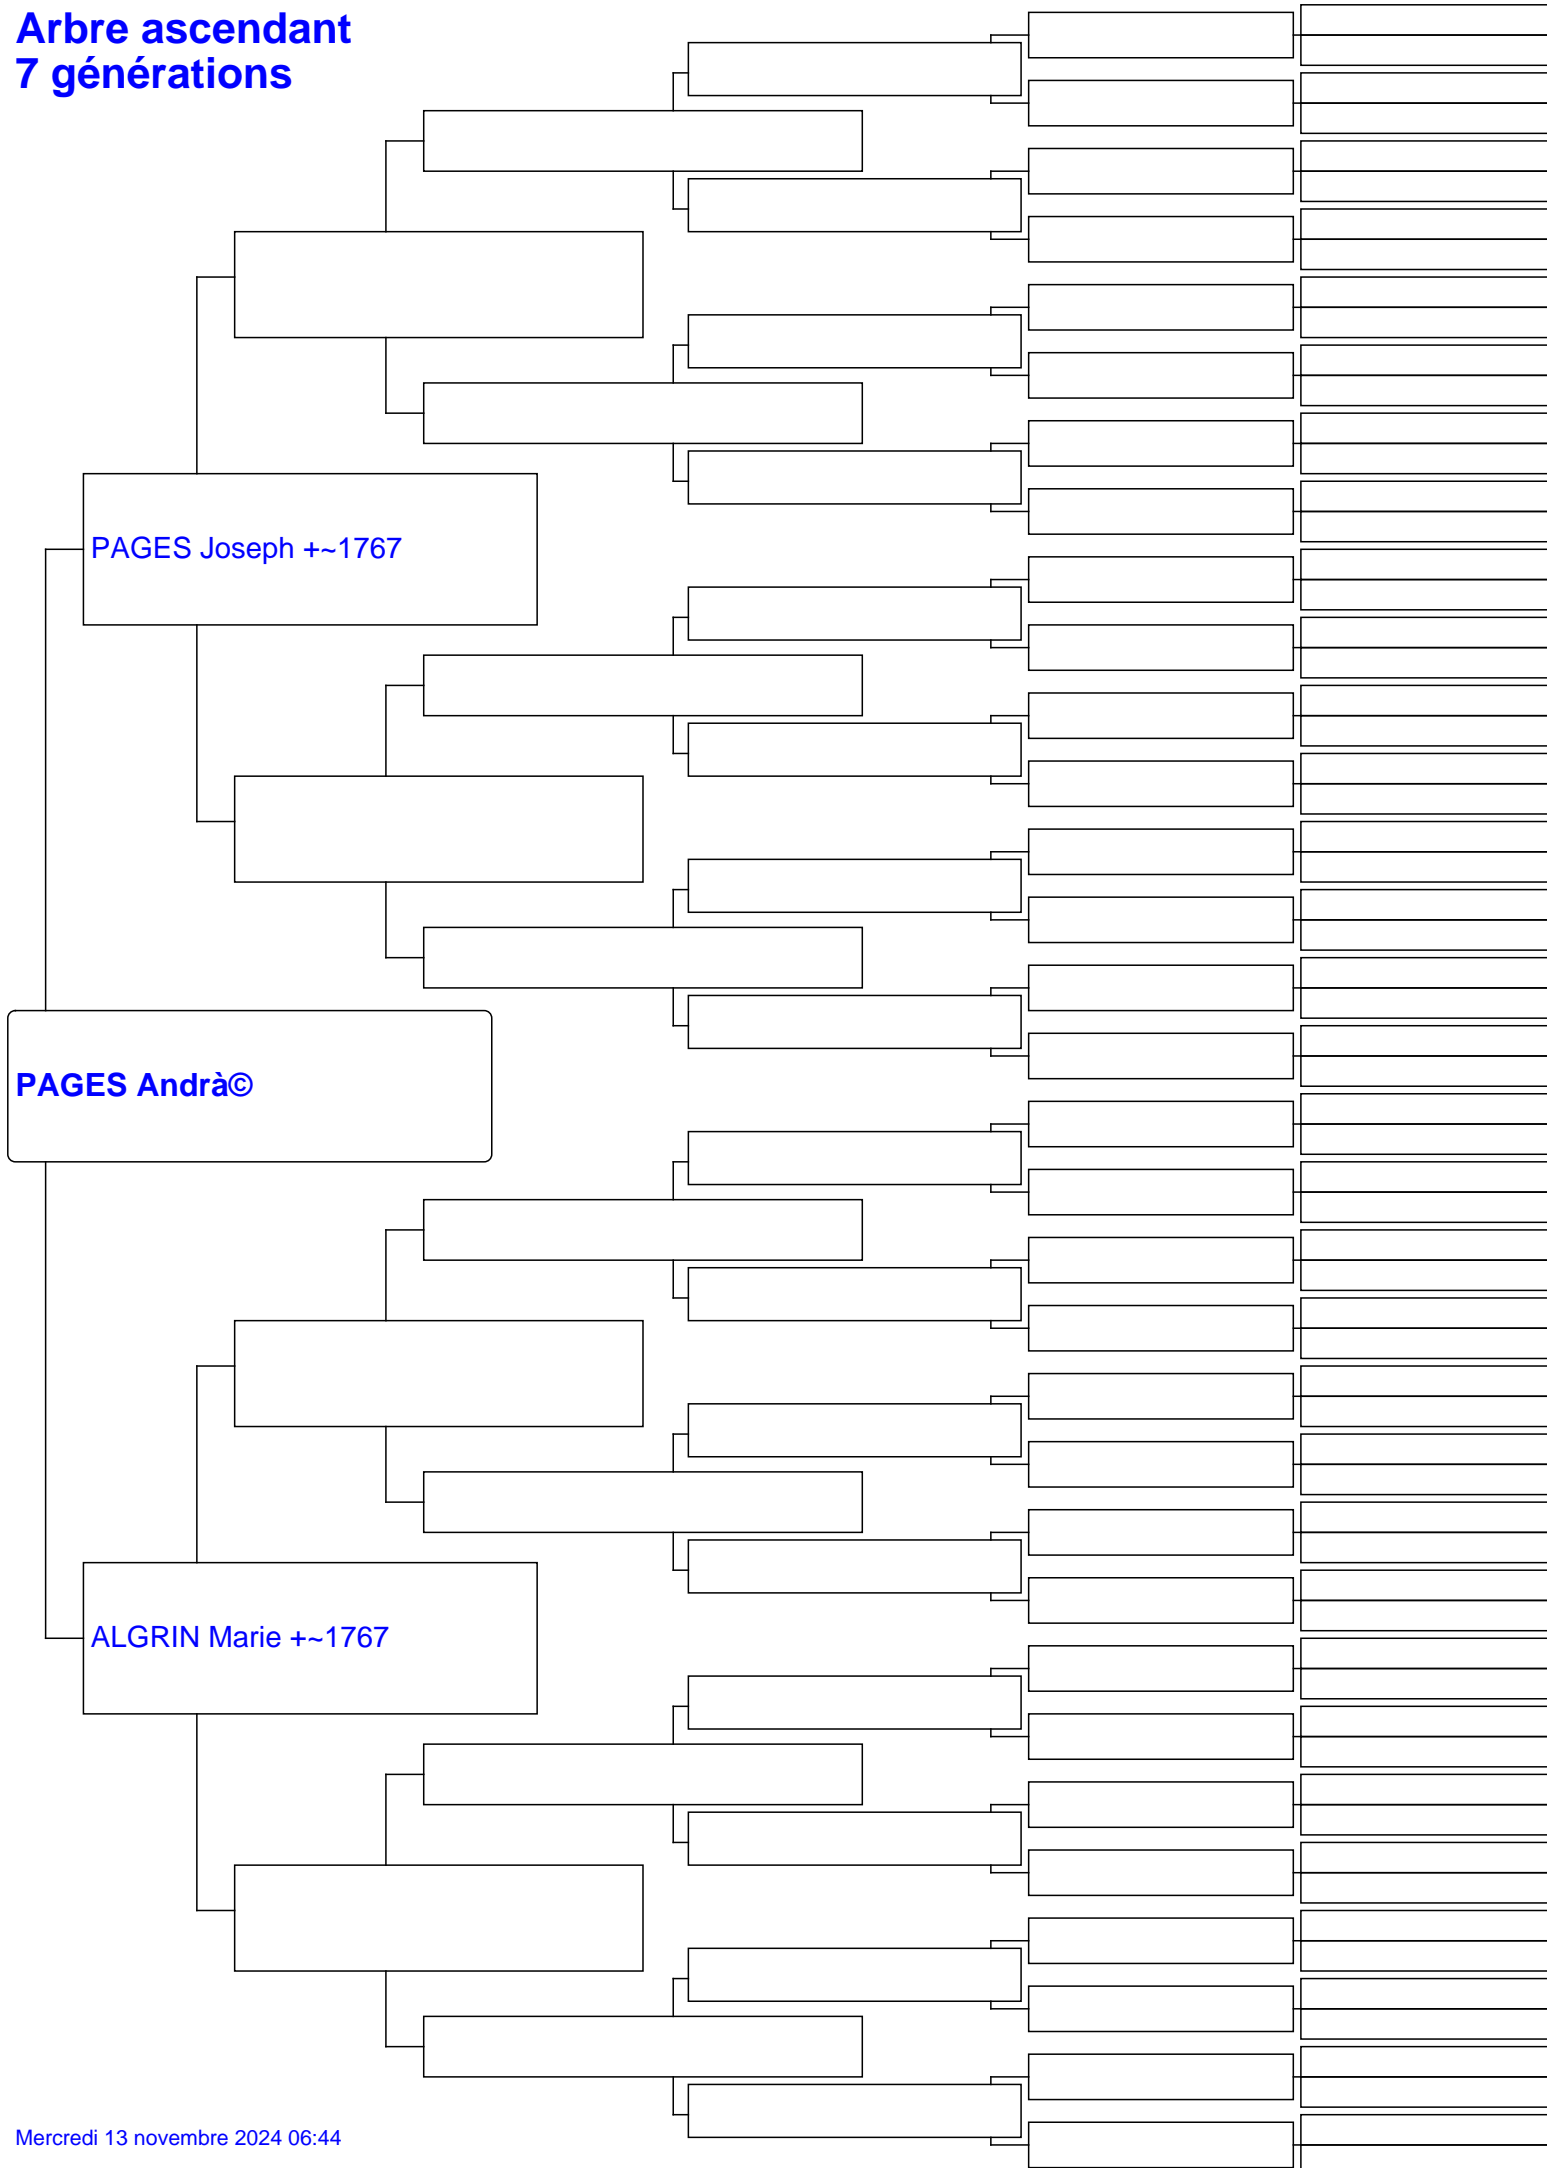 Arbre ascendant
7 générations
PAGES Joseph +~1767
PAGES Andrà©
ALGRIN Marie +~1767
Mercredi 13 novembre 2024 06:44